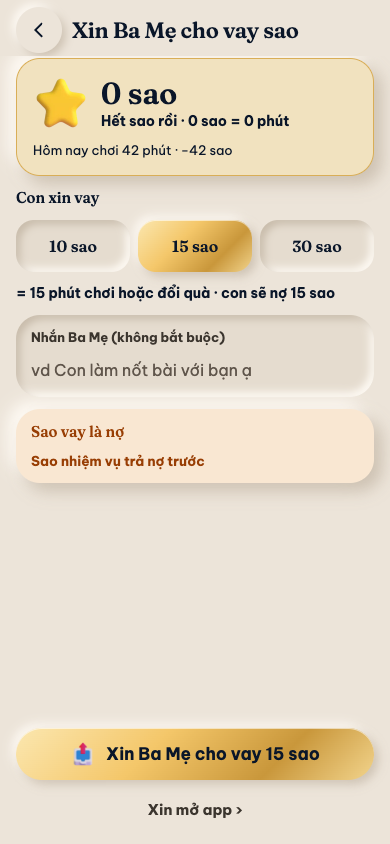 Xin Ba Mẹ cho vay sao
0 sao
Hết sao rồi · 0 sao = 0 phút
Hôm nay chơi 42 phút · -42 sao
Con xin vay
10 sao
15 sao
30 sao
= 15 phút chơi hoặc đổi quà · con sẽ nợ 15 sao
Nhắn Ba Mẹ (không bắt buộc)
vd Con làm nốt bài với bạn ạ
Sao vay là nợ
Sao nhiệm vụ trả nợ trước
Xin Ba Mẹ cho vay 15 sao
Xin mở app ›